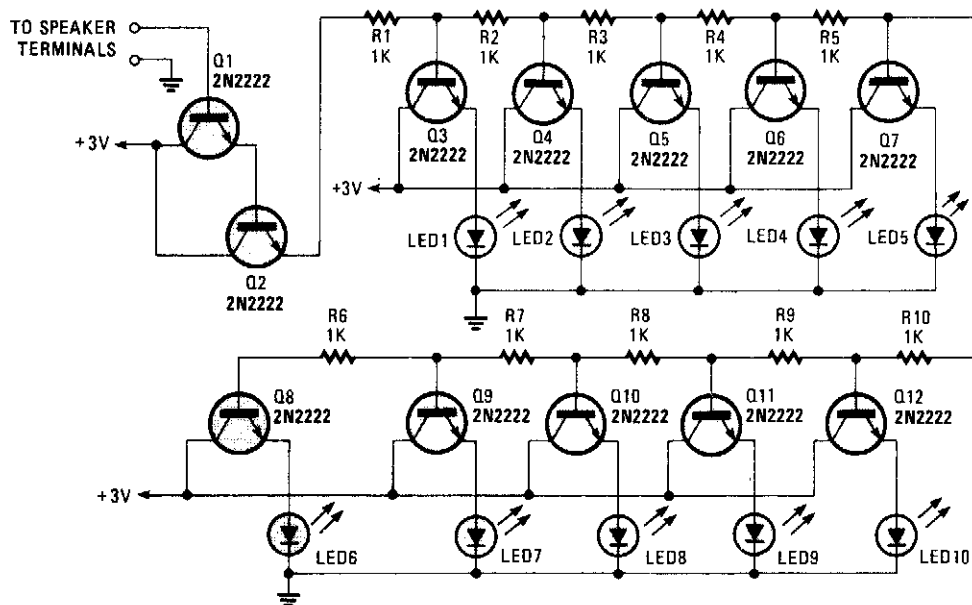 TO SPEAKER
TERMINALS
Q1
2N2222
+3V
Q2
2N2222
R1
1K
R2
1K
R3
1K
R4
1K
R5
1K
Q3
2N2222
Q4
2N2222
Q5
2N2222
Q6
2N2222
Q7
2N2222
+3V
LED1
LED2
LED3
LED4
LED5
R6
1K
R7
1K
R8
1K
R9
1K
R10
1K
Q8
2N2222
Q9
2N2222
Q10
2N2222
Q11
2N2222
Q12
2N2222
+3V
LED6
LED7
LED8
LED9
LED10